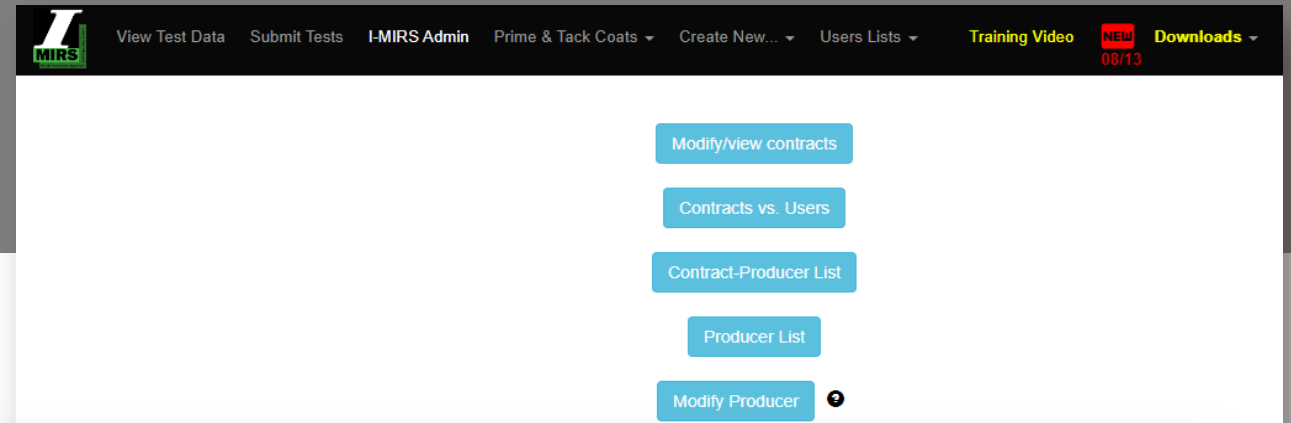 I
MIRS
View Test Data Submit Tests I-MIRS Admin Prime & Tack Coats Create New... Users Lists Training Video NEW Downloads
08/13
Modify/view contracts
Contracts vs. Users
Contract-Producer List
Producer List
Modify Producer ?